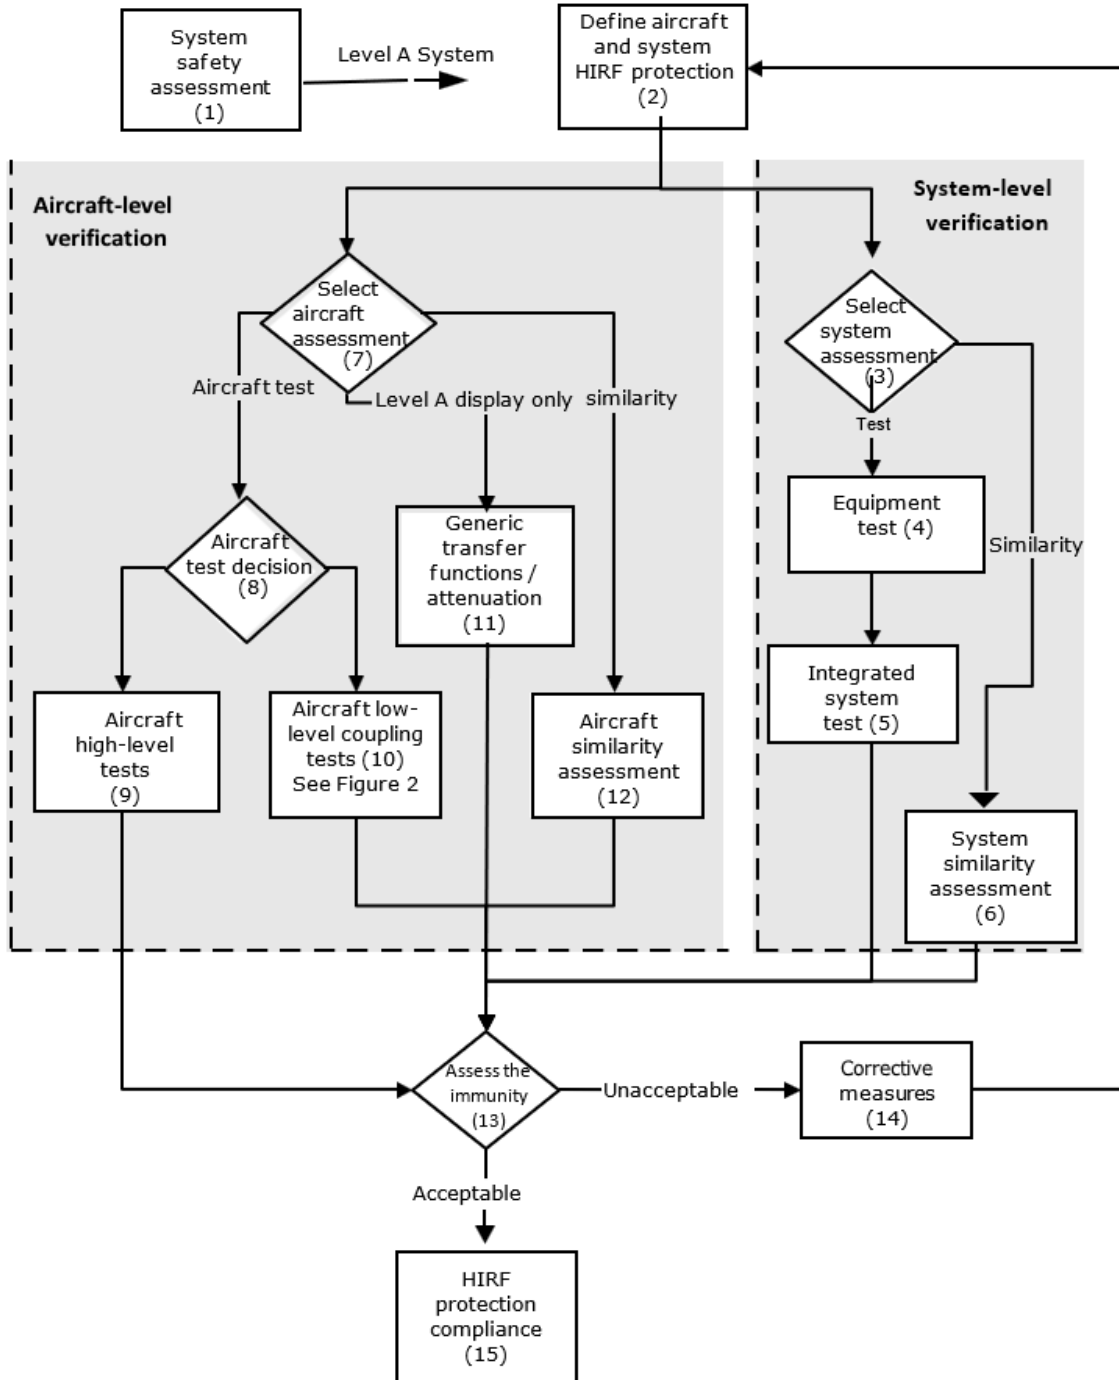 System
safety
assessment
(1)
Level A System
Define aircraft
and system
HIRF protection
(2)
Aircraft-level
verification
System-level
verification
Select
aircraft
assessment
(7)
Select
system
assessment
(3)
Aircraft test
Level A display only
similarity
Test
Equipment
test (4)
Similarity
Aircraft
test decision
(8)
Generic
transfer
functions /
attenuation
(11)
Integrated
system
test (5)
Aircraft
high-level
tests
(9)
Aircraft low-
level coupling
tests (10)
See Figure 2
Aircraft
similarity
assessment
(12)
System
similarity
assessment
(6)
Assess the
immunity
(13)
Unacceptable
Corrective
measures
(14)
Acceptable
HIRF
protection
compliance
(15)